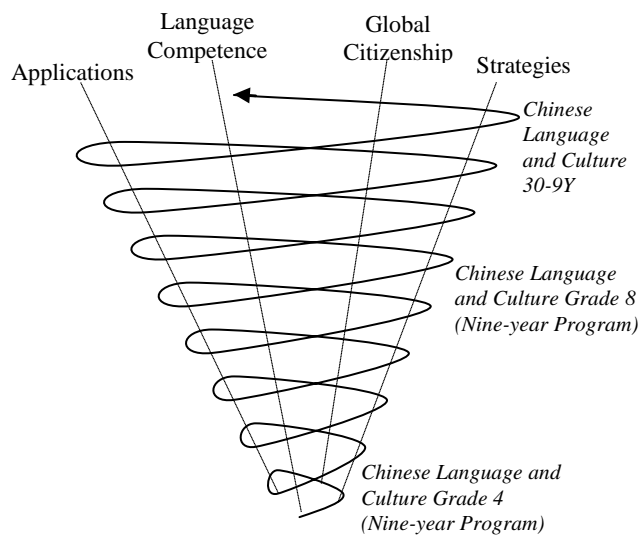 Language
Competence
Global
Citizenship
Applications
Strategies
Chinese
Language
and Culture
30-9Y
Chinese Language
and Culture Grade 8
(Nine-year Program)
Chinese Language and
Culture Grade 4
(Nine-year Program)